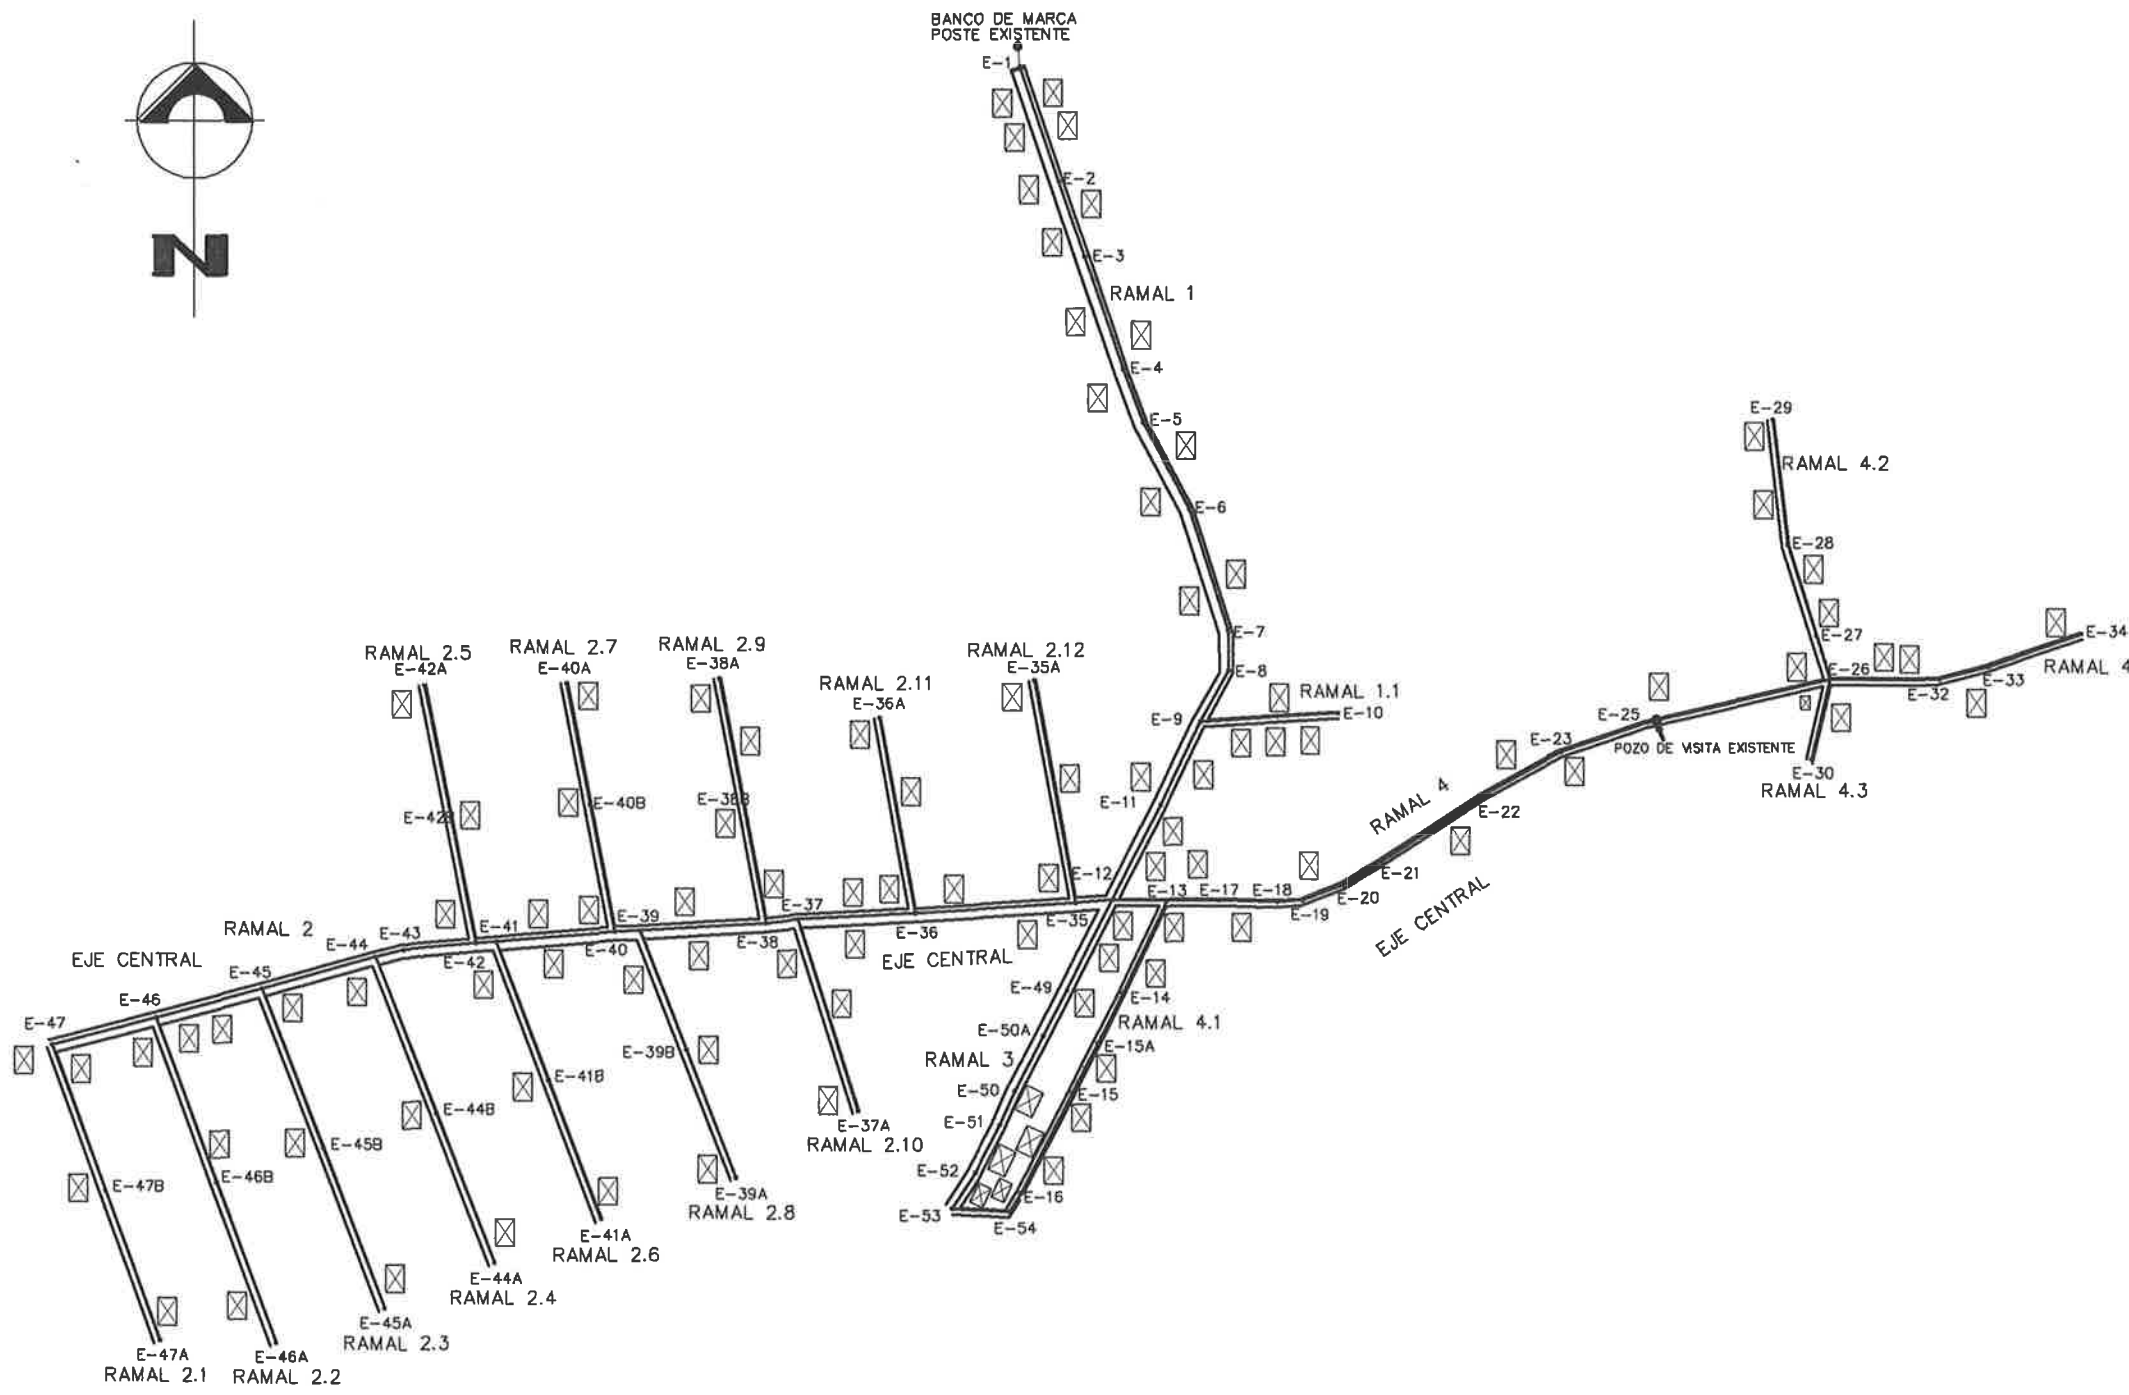 BANCO DE MARCA
POSTE EXISTENTE
E-1
N
E-2
E-3
RAMAL 1
E-4
E-5
E-6
E-7
E-8
E-9
RAMAL 1.1
E-10
E-11
E-12
E-29
RAMAL 4.2
E-28
E-27
E-34
E-26
RAMAL 4
E-33
E-32
E-25
POZO DE VISITA EXISTENTE
E-30
RAMAL 4.3
E-23
E-22
RAMAL 4
E-21
E-20
EJE CENTRAL
E-19
E-18
E-17
E-13
RAMAL 2.5
E-42A
RAMAL 2.7
E-40A
RAMAL 2.9
E-38A
RAMAL 2.11
E-36A
RAMAL 2.12
E-35A
E-42B
E-40B
E-38B
E-35
E-36
EJE CENTRAL
E-37
E-38
E-39
E-40
E-41
E-42
E-43
E-44
RAMAL 2
EJE CENTRAL
E-45
E-46
E-47
E-49
E-14
RAMAL 4.1
E-50A
RAMAL 3
E-15A
E-50
E-15
E-51
E-52
E-16
E-53
E-54
E-39B
E-41B
E-44B
E-45B
E-46B
E-47B
E-37A
RAMAL 2.10
E-39A
RAMAL 2.8
E-41A
RAMAL 2.6
E-44A
RAMAL 2.4
E-45A
RAMAL 2.3
E-46A
RAMAL 2.2
E-47A
RAMAL 2.1